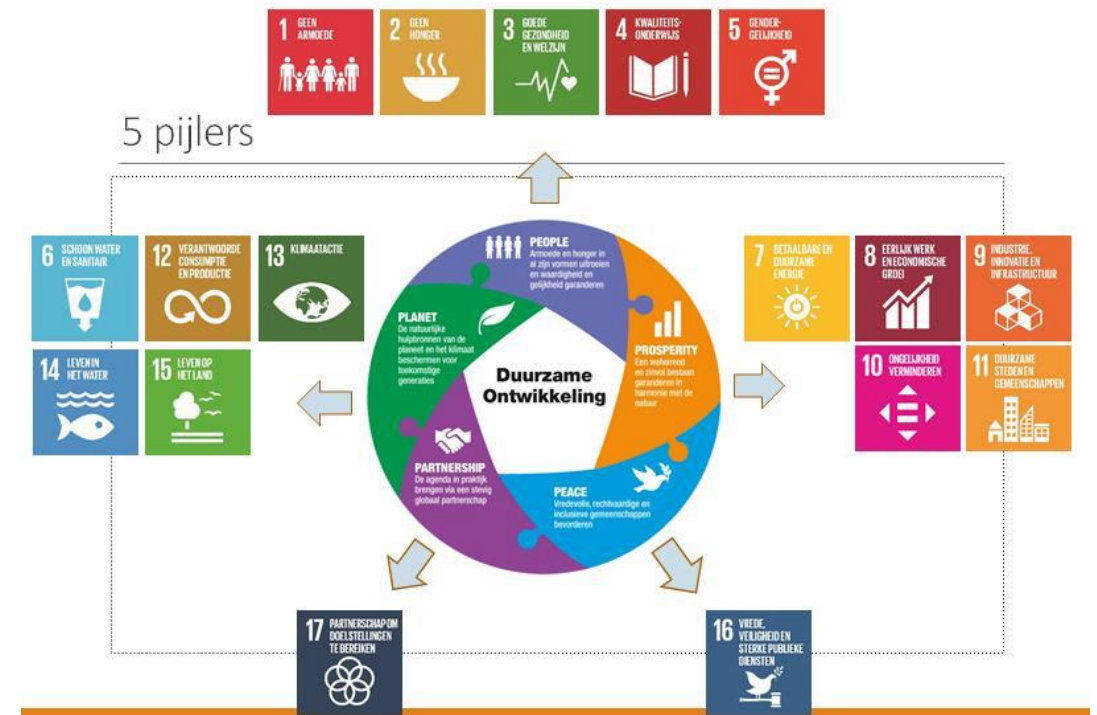 1 GEEN
ARMOEDE
2 GEEN
HONGER
3 GOEDE
GEZONDHEID
EN WELZIJN
4 KWALITEITS-
ONDERWIJS
5 GENDER-
GELIJKHEID
5 pijlers
6 SCHOON WATER
EN SANITAIR
12 VERANTWOORDE
CONSUMPTIE
EN PRODUCTIE
13 KLIMAATACTIE
14 LEVEN IN
HET WATER
15 LEVEN OP
HET LAND
PEOPLE
Armoede en honger in
al zijn vormen uitroeien
en waardigheid en
gelijkheid garanderen
PLANET
De natuurlijke
hulpbronnen van de
planeet en het klimaat
beschermen voor
toekomstige
generaties
Duurzame
Ontwikkeling
PROSPERITY
Een welvarend
en zinvol bestaan
garanderen in
harmonie met de
natuur
PARTNERSHIP
De agenda in praktijk
brengen via een stevig
globaal partnerschap
PEACE
Vredevolle, rechtvaardige en
inclusieve gemeenschappen
bevorderen
7 BETAALBARE EN
DUURZAME
ENERGIE
8 EERLIJK WERK
EN ECONOMISCHE
GROEI
9 INDUSTRIE,
INNOVATIE EN
INFRASTRUCTUUR
10 ONGELIJKHEID
VERMINDEREN
11 DUURZAME
STEDEN EN
GEMEENSCHAPPEN
17 PARTNERSCHAP OM
DOELSTELLINGEN
TE BEREIKEN
16 VREDE,
VEILIGHEID EN
STERKE PUBLIEKE
DIENSTEN